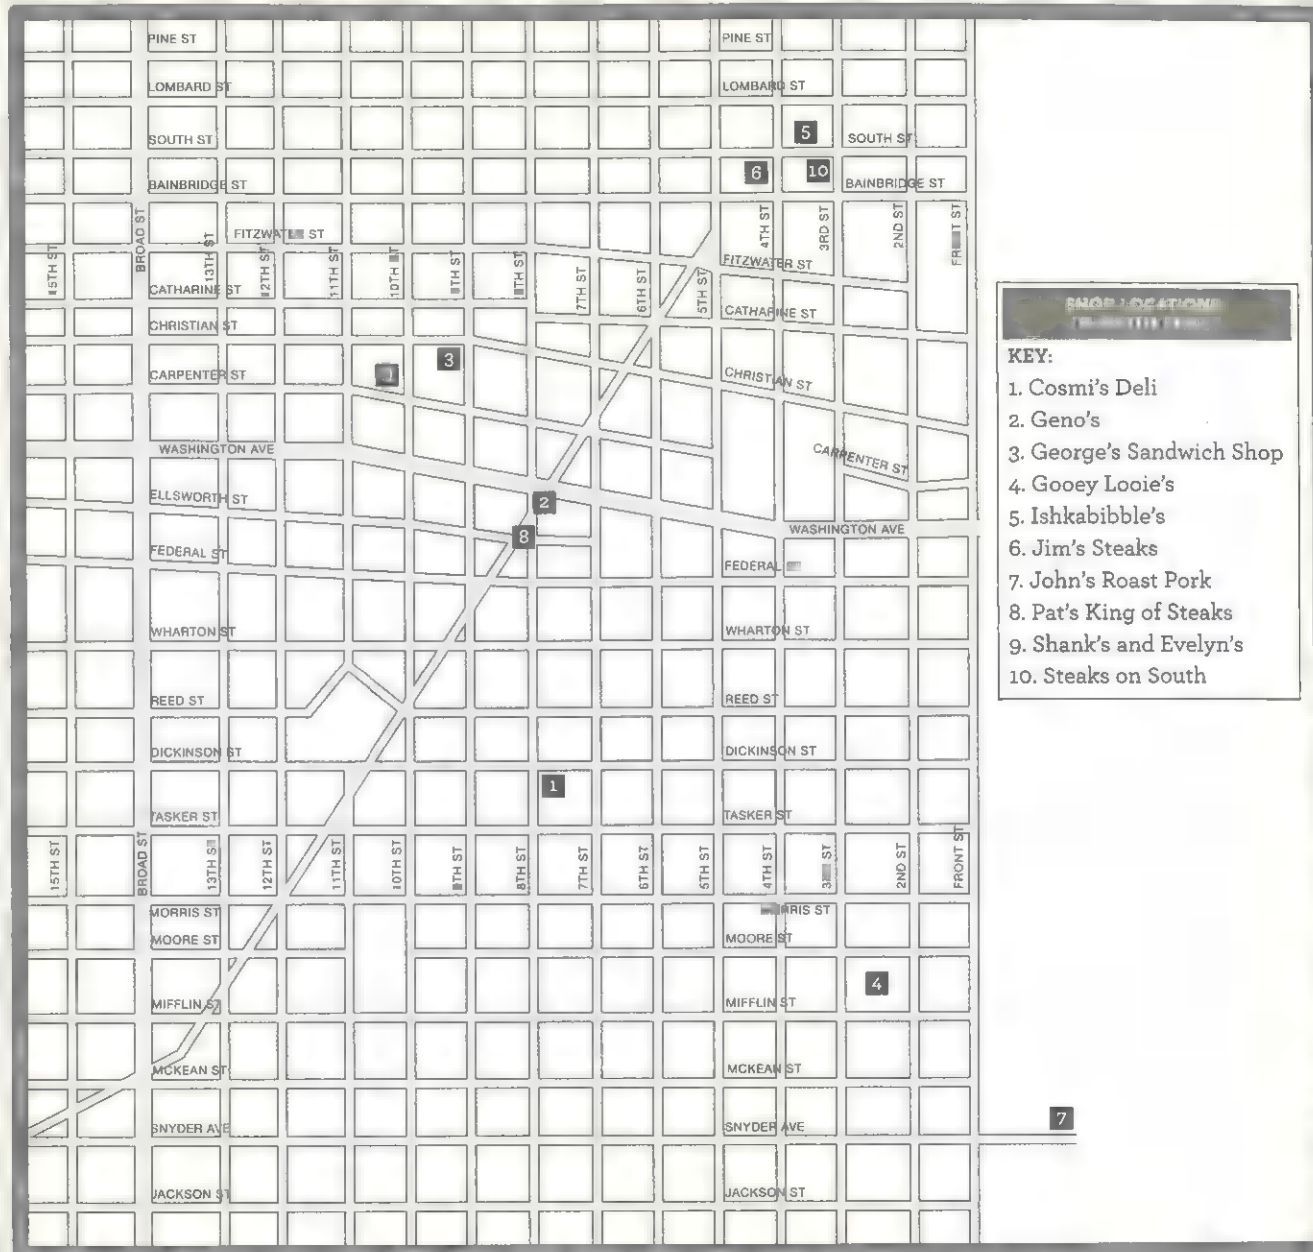 PINE ST PINE ST
LOMBARD ST LOMBARD ST
5
SOUTH ST SOUTH ST
6 10
BAINBRIDGE ST BAINBRIDGE ST
BROAD ST 13TH ST 12TH ST 11TH ST 10TH 7TH ST 6TH ST 5TH ST 4TH ST 3RD ST 2ND ST
FITZWATER ST FITZWATER ST
CATHARINE ST CATHARINE ST
CHRISTIAN ST CHRISTIAN ST
3
CARPENTER ST CARPENTER ST
WASHINGTON AVE WASHINGTON AVE
2
ELLSWORTH ST
8
FEDERAL ST FEDERAL
WHARTON ST WHARTON ST
REED ST REED ST
DICKINSON ST DICKINSON ST
1
TASKER ST TASKER ST
15TH ST BROAD ST 13TH 12TH ST 11TH ST 10TH ST 8TH ST 7TH ST 6TH ST 5TH ST 4TH ST 2ND ST FRONT ST
MORRIS ST
MOORE ST MOORE ST
4
MIFFLIN ST MIFFLIN ST
MCKEAN ST MCKEAN ST
7
SNYDER AVE SNYDER AVE
JACKSON ST JACKSON ST
SHOP LOCATIONS
KEY:
1. Cosmi's Deli
2. Geno's
3. George's Sandwich Shop
4. Gooey Looie's
5. Ishkabibble's
6. Jim's Steaks
7. John's Roast Pork
8. Pat's King of Steaks
9. Shank's and Evelyn's
10. Steaks on South